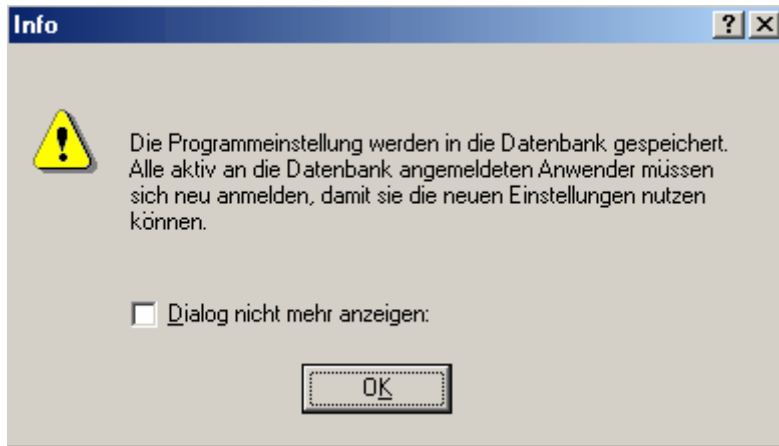 Info
Die Programmeinstellung werden in die Datenbank gespeichert.
Alle aktiv an die Datenbank angemeldeten Anwender müssen
sich neu anmelden, damit sie die neuen Einstellungen nutzen
können.
Dialog nicht mehr anzeigen:
OK